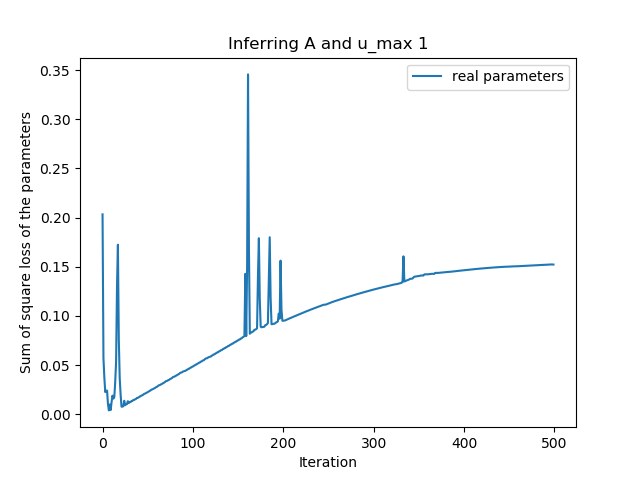 Inferring A and u_max 1
real parameters
Sum of square loss of the parameters
0.35
0.30
0.25
0.20
0.15
0.10
0.05
0.00
0 100 200 300 400 500
Iteration